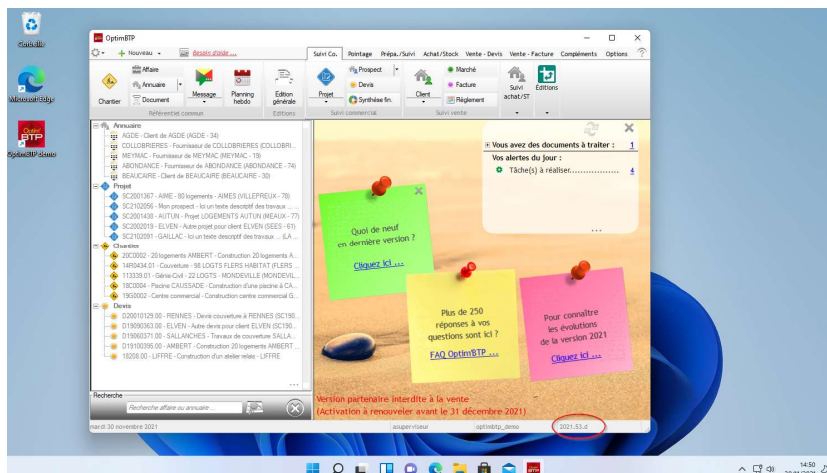 Corbeille
Microsoft Edge
Optim!
BTP
OptimBTP demo
OptimBTP
Nouveau
Besoin d'aide ...
Suivi Co.
Pointage
Prépa./Suivi
Achat/Stock
Vente - Devis
Vente - Facture
Compléments
Options
Chantier
Affaire
Annuaire
Document
Message
Planning
hebdo
Edition
générale
Projet
Prospect
Devis
Synthèse fin.
Client
Marché
Facture
Règlement
Suivi
achat/ST
Editions
Référentiel commun
Editions
Suivi commercial
Suivi vente
Annuaire
AGDE - Client de AGDE (AGDE - 34)
COLLOBRIERES - Fournisseur de COLLOBRIERES (COLLOBRI...
MEYMAC - Fournisseur de MEYMAC (MEYMAC - 19)
ABONDANCE - Fournisseur de ABONDANCE (ABONDANCE - 74)
BEAUCAIRE - Client de BEAUCAIRE (BEAUCAIRE - 30)
Projet
SC2001367 - AIME - 80 logements - AIMES (VILLEPREUX - 78)
SC2102056 - Mon prospect - Ici un texte descriptif des travaux ...
SC2001430 - AUTUN - Projet LOGEMENTS AUTUN (MEAUX - 77)
SC2002019 - ELVEN - Autre projet pour client ELVEN (SEES - 61)
SC2102091 - GAILLAC - Ici un texte descriptif des travaux ... (LA ...
Chantier
20C0002 - 20 logements AMBERT - Construction 20 logements A...
14R0434.01 - Couverture - 98 LOGTS FLERS HABITAT (FLERS ...
113339.01 - Génie-Civil - 22 LOGTS - MONDEVILLE (MONDEVIL...
18C0004 - Piscine CAUSSADE - Construction d'une piscine à CA...
19G0002 - Centre commercial - Construction centre commercial G...
Devis
D20010129.00 - RENNES - Devis couverture à RENNES (SC190...
D19090363.00 - ELVEN - Autre devis pour client ELVEN (SC190...
D19060371.00 - SALLANCHES - Travaux de couverture SALLA...
D19100395.00 - AMBERT - Construction 20 logements AMBERT ...
18208.00 - LIFFRE - Construction d'un atelier relais - LIFFRE
Recherche
Recherche affaire ou annuaire ...
Vous avez des documents à traiter : 1
Vos alertes du jour :
Tâche(s) à réaliser................. 4
Quoi de neuf
en dernière version ?
Cliquez ici ...
Plus de 250
réponses à vos
questions sont ici ?
FAQ OptimBTP ...
Pour connaître
les évolutions
de la version 2021
Cliquez ici ...
Version partenaire interdite à la vente
(Activation à renouveler avant le 31 décembre 2021)
mardi 30 novembre 2021
asuperviseur
optimbtp_demo
2021.53.d
14:50